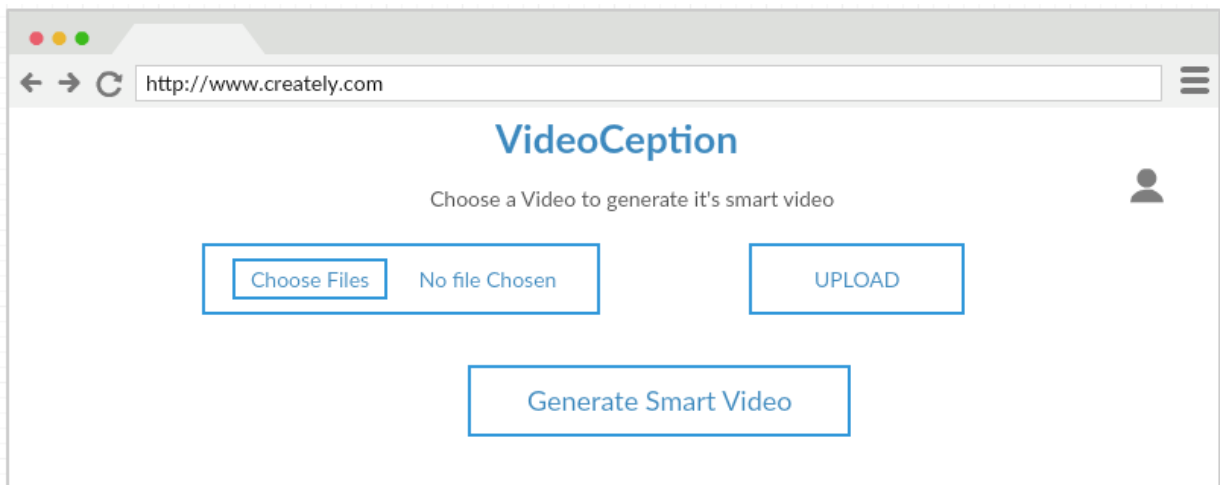 http://www.creately.com
VideoCeption
Choose a Video to generate it's smart video
Choose Files No file Chosen UPLOAD
Generate Smart Video